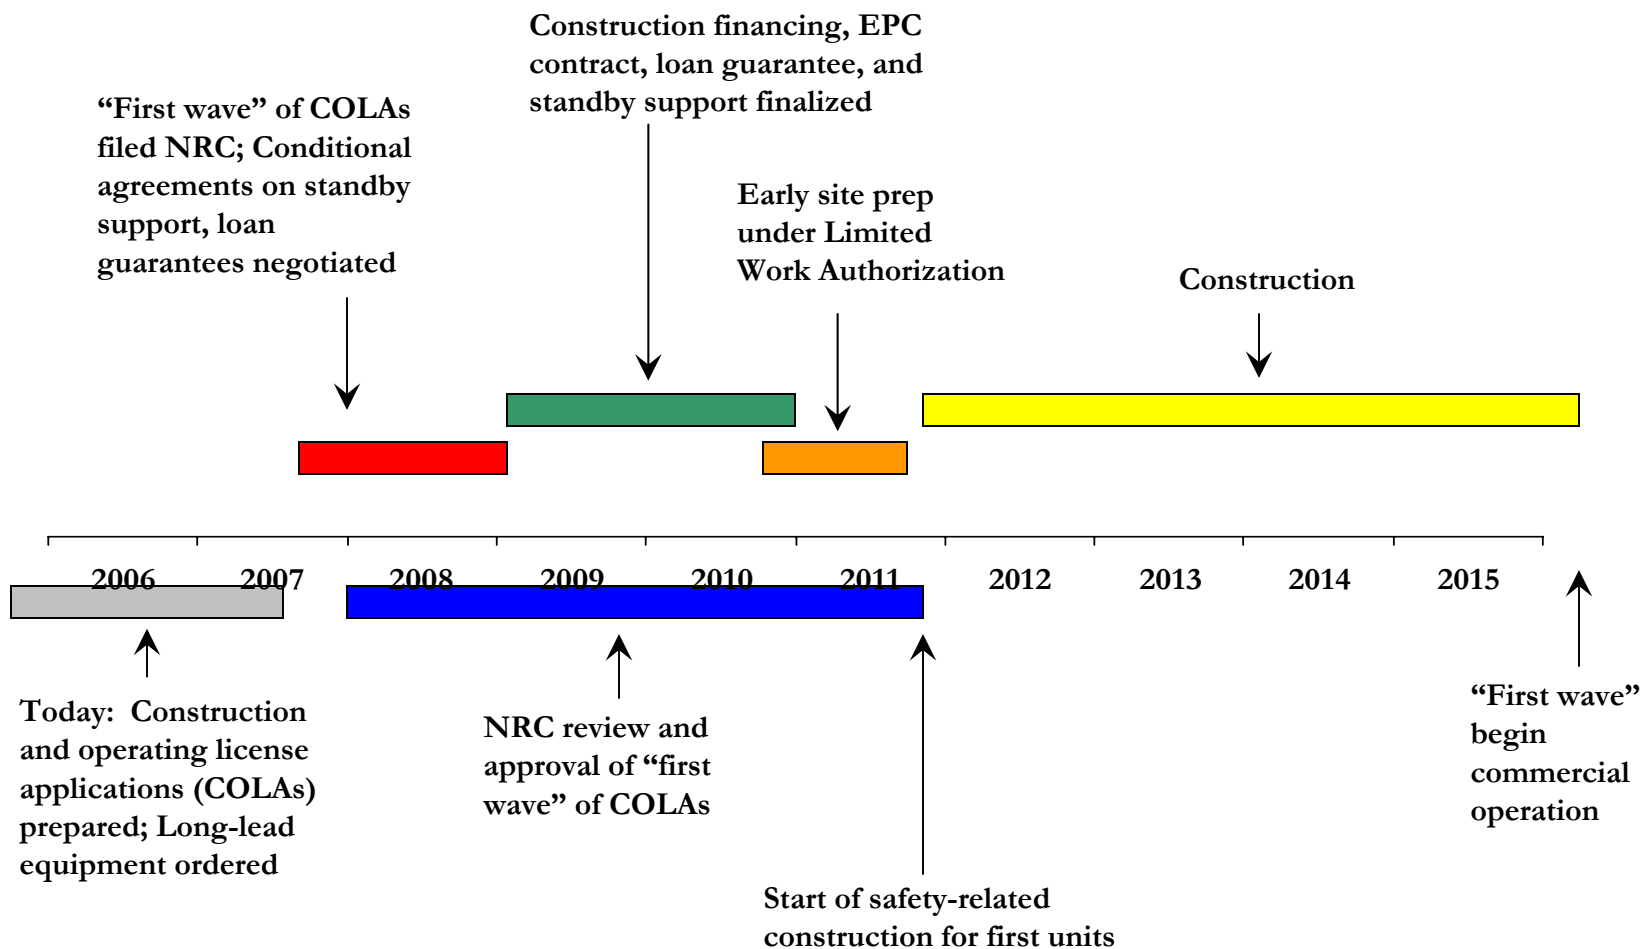 Construction financing, EPC
contract, loan guarantee, and
standby support finalized
“First wave” of COLAs
filed NRC; Conditional
agreements on standby
support, loan
guarantees negotiated
Early site prep
under Limited
Work Authorization
Construction
2006 2007 2008 2009 2010 2011 2012 2013 2014 2015
Today:  Construction
and operating license
applications (COLAs)
prepared; Long-lead
equipment ordered
NRC review and
approval of “first
wave” of COLAs
Start of safety-related
construction for first units
“First wave”
begin
commercial
operation